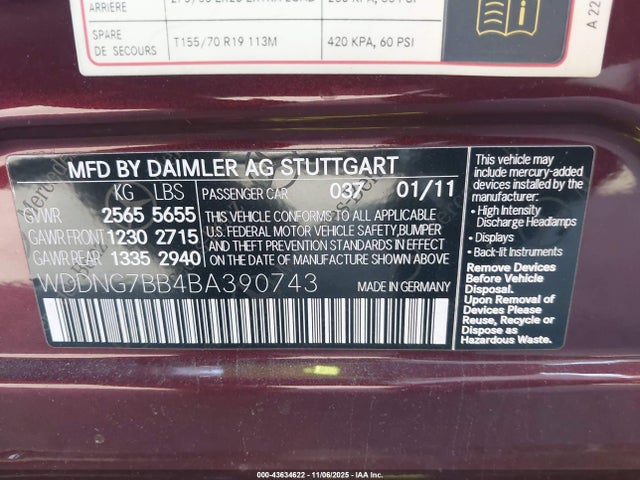 ARRIÈRE
SPARE T155/70 R19 113M 420 KPA, 60 PSI
DE SECOURS
A 22
MFD BY DAIMLER AG STUTTGART
KG LBS PASSENGER CAR 037 01/11
GVWR 2565 5655
GAWR FRONT 1230 2715
GAWR REAR 1335 2940
THIS VEHICLE CONFORMS TO ALL APPLICABLE
U.S. FEDERAL MOTOR VEHICLE SAFETY, BUMPER
AND THEFT PREVENTION STANDARDS IN EFFECT
ON THE DATE OF MANUFACTURE SHOWN ABOVE
WDDNG7BB4BA390743
This vehicle may
include mercury-added
devices installed by the
manufacturer:
• High Intensity
Discharge Headlamps
• Displays
• Back-lit Instruments
Remove Devices
Before Vehicle
Disposal.
Upon Removal of
Devices Please
Reuse, Recycle or
Dispose as
Hazardous Waste.
000-43634622 - 11/06/2025 - IAA Inc.